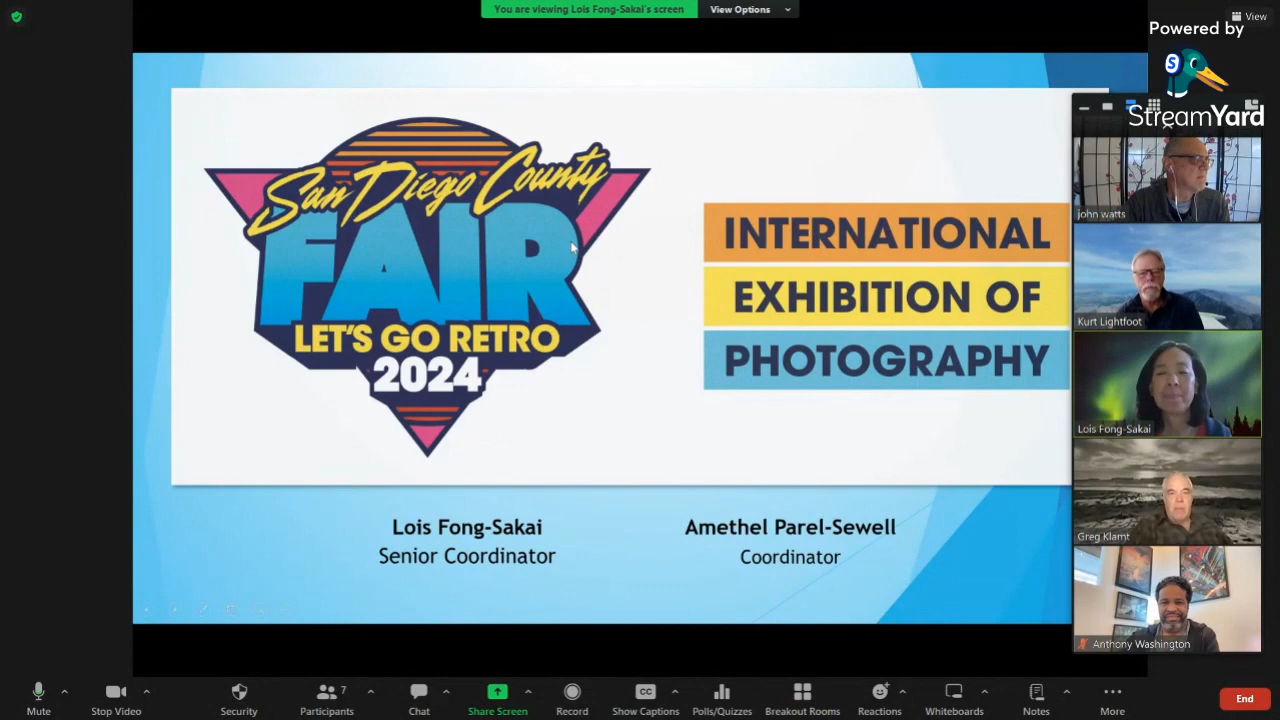 You are viewing Lois Fong-Sakai's screen
View Options
View
Powered by
StreamYard
San Diego County
FAIR
LET'S GO RETRO
2024
INTERNATIONAL
EXHIBITION OF
PHOTOGRAPHY
Lois Fong-Sakai
Senior Coordinator
Amethel Parel-Sewell
Coordinator
john watts
Kurt Lightfoot
Lois Fong-Sakai
Greg Klamt
Anthony Washington
Mute
Stop Video
Security
7
Participants
Chat
Share Screen
Record
CC
Show Captions
Polls/Quizzes
Breakout Rooms
Reactions
Whiteboards
Notes
More
End